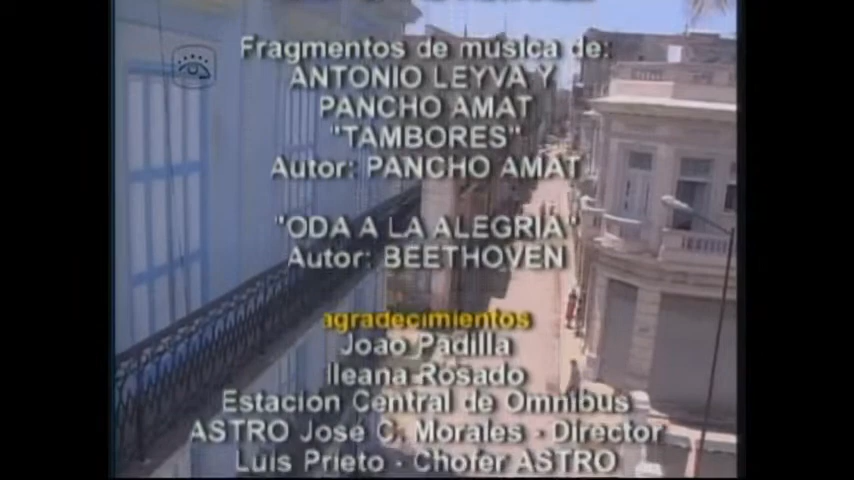 Fragmentos de música de:
ANTONIO LEYVA Y
PANCHO AMAT
"TAMBORES"
Autor: PANCHO AMAT
"ODA A LA ALEGRIA"
Autor: BEETHOVEN
agradecimientos
Joao Padilla
Ileana Rosado
Estacion Central de Omnibus
ASTRO Jose C. Morales - Director
Luis Prieto - Chofer ASTRO